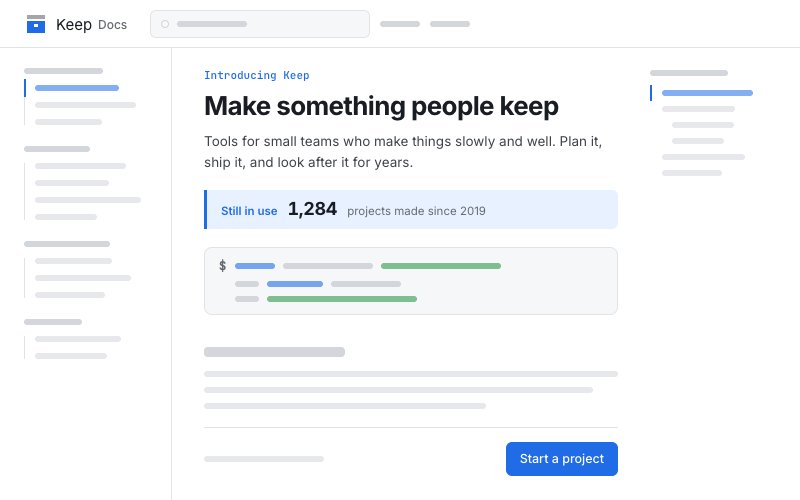 Keep Docs
Introducing Keep
Make something people keep
Tools for small teams who make things slowly and well. Plan it,
ship it, and look after it for years.
Still in use 1,284 projects made since 2019
$
Start a project